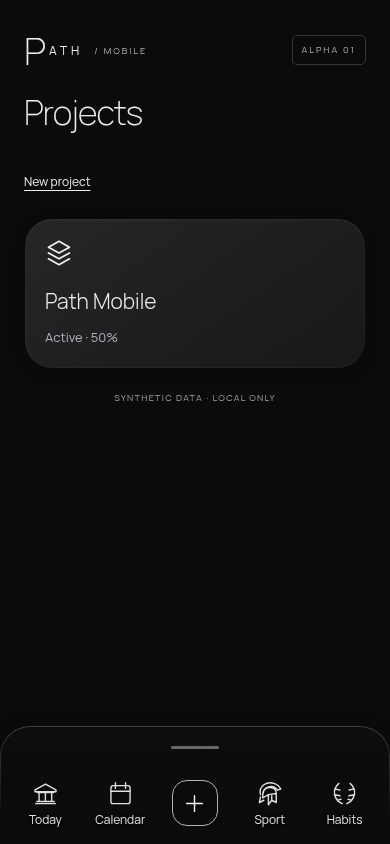 PATH / MOBILE
ALPHA 01
Projects
New project
Path Mobile
Active · 50%
SYNTHETIC DATA · LOCAL ONLY
Today
Calendar
Sport
Habits